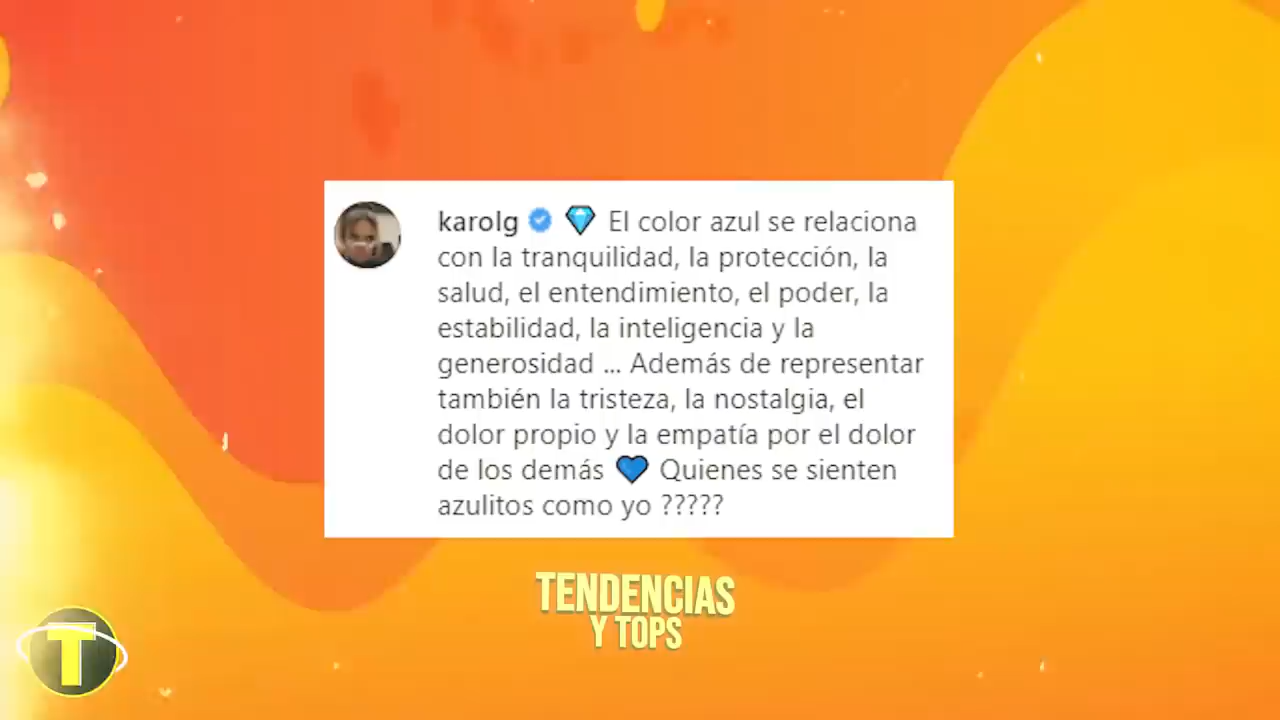 karolg 💎 El color azul se relaciona
con la tranquilidad, la protección, la
salud, el entendimiento, el poder, la
estabilidad, la inteligencia y la
generosidad ... Además de representar
también la tristeza, la nostalgia, el
dolor propio y la empatía por el dolor
de los demás 💙 Quienes se sienten
azulitos como yo ?????
TENDENCIAS
Y TOPS
T